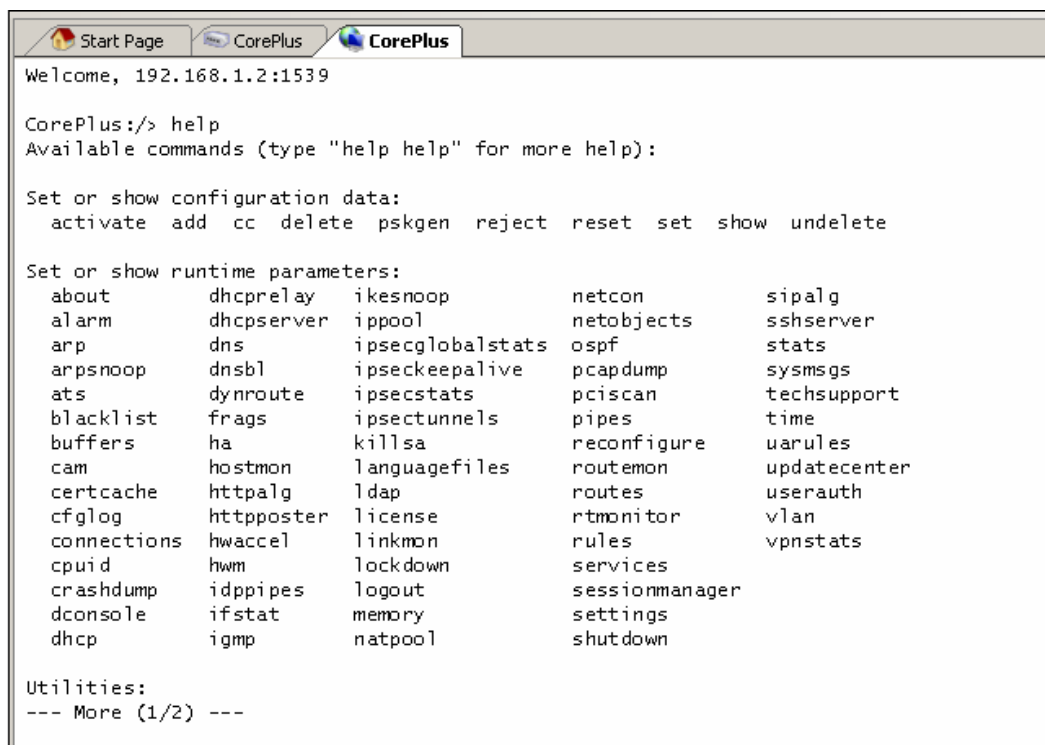 Start Page CorePlus CorePlus
Welcome, 192.168.1.2:1539
CorePlus:/> help
Available commands (type "help help" for more help):
Set or show configuration data:
activate add cc delete pskgen reject reset set show undelete
Set or show runtime parameters:
about dhcprelay ikesnoop netcon sipalg
alarm dhcpserver ippool netobjects sshserver
arp dns ipsecglobalstats ospf stats
arpsnoop dnsbl ipseckeepalive pcapdump sysmsgs
ats dynroute ipsecstats pciscan techsupport
blacklist frags ipsectunnels pipes time
buffers ha killsa reconfigure uarules
cam hostmon languagefiles routemon updatecenter
certcache httpalg ldap routes userauth
cfglog httpposter license rtmonitor vlan
connections hwaccel linkmon rules vpnstats
cpuid hwm lockdown services
crashdump idppipes logout sessionmanager
dconsole ifstat memory settings
dhcp igmp natpool shutdown
Utilities:
--- More (1/2) ---